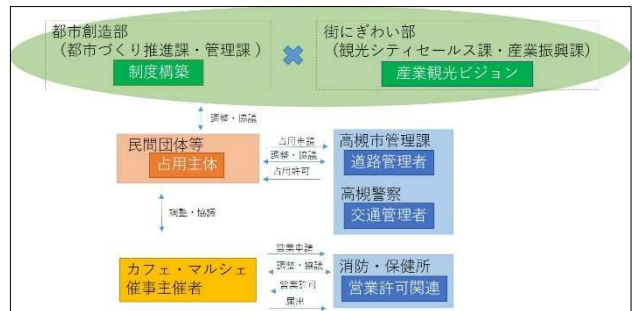 都市創造部
（都市づくり推進課・管理課）
制度構築
街にぎわい部
（観光シティセールス課・産業振興課）
産業観光ビジョン
調整・協議
民間団体等
占用主体
占用申請
調整・協議
占用許可
高槻市管理課
道路管理者
高槻警察
交通管理者
調整・協議
カフェ・マルシェ
催事主催者
営業申請
調整・協議
営業許可
届出
消防・保健所
営業許可関連